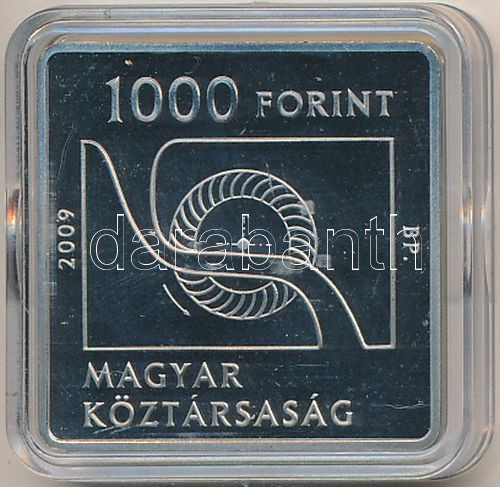 1000 FORINT
2009
BP.
darabanth
MAGYAR
KÖZTÁRSASÁG